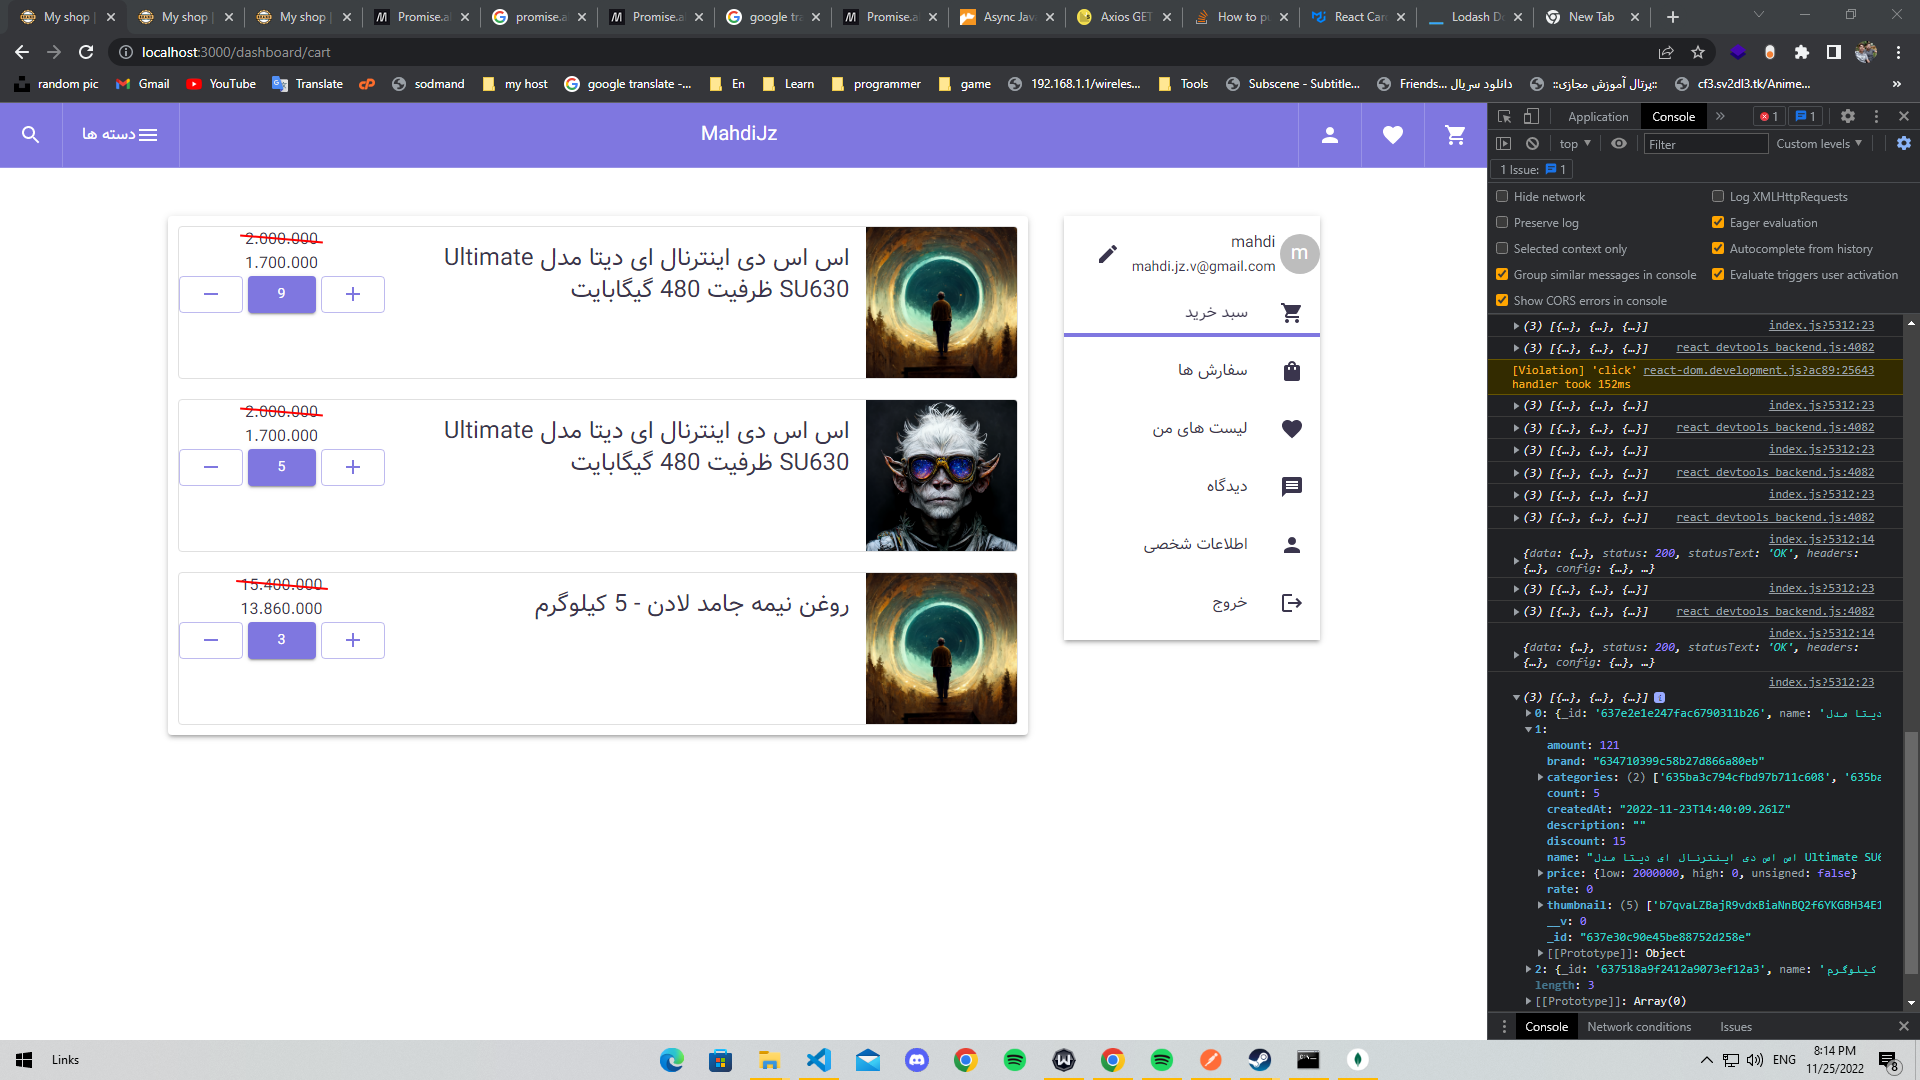 My shop |
My shop |
My shop |
Promise.al
promise.al
Promise.al
google tra
Promise.al
Async Java
Axios GET
How to pu
React Car
Lodash Do
New Tab
localhost:3000/dashboard/cart
random pic
Gmail
YouTube
Translate
sodmand
my host
google translate -...
En
Learn
programmer
game
192.168.1.1/wireles...
Tools
Subscene - Subtitle...
Friends... دانلود سریال
::پرتال آموزش مجازی::
cf3.sv2dl3.tk/Anime...
»
دسته ها
MahdiJz
2.000.000
1.700.000
9
اس اس دی اینترنال ای دیتا مدل Ultimate
SU630 ظرفیت 480 گیگابایت
2.000.000
1.700.000
5
اس اس دی اینترنال ای دیتا مدل Ultimate
SU630 ظرفیت 480 گیگابایت
15.400.000
13.860.000
3
روغن نیمه جامد لادن - 5 کیلوگرم
mahdi
mahdi.jz.v@gmail.com
m
سبد خرید
سفارش ها
لیست های من
دیدگاه
اطلاعات شخصی
خروج
Application
Console
»
1
1
top
Filter
Custom levels
1 Issue: 1
Hide network
Log XMLHttpRequests
Preserve log
Eager evaluation
Selected context only
Autocomplete from history
Group similar messages in console
Evaluate triggers user activation
Show CORS errors in console
(3) [{…}, {…}, {…}] index.js?5312:23
(3) [{…}, {…}, {…}] react_devtools_backend.js:4082
[Violation] 'click' react-dom.development.js?ac89:25643
handler took 152ms
(3) [{…}, {…}, {…}] index.js?5312:23
(3) [{…}, {…}, {…}] react_devtools_backend.js:4082
(3) [{…}, {…}, {…}] index.js?5312:23
(3) [{…}, {…}, {…}] react_devtools_backend.js:4082
(3) [{…}, {…}, {…}] index.js?5312:23
(3) [{…}, {…}, {…}] react_devtools_backend.js:4082
index.js?5312:14
{data: {…}, status: 200, statusText: 'OK', headers:
{…}, config: {…}, …}
(3) [{…}, {…}, {…}] index.js?5312:23
(3) [{…}, {…}, {…}] react_devtools_backend.js:4082
index.js?5312:14
{data: {…}, status: 200, statusText: 'OK', headers:
{…}, config: {…}, …}
index.js?5312:23
(3) [{…}, {…}, {…}]
0: {_id: '637e2e1e247fac6790311b26', name: 'دیتا مدل
1:
amount: 121
brand: "634710399c58b27d866a80eb"
categories: (2) ['635ba3c794cfbd97b711c608', '635ba
count: 5
createdAt: "2022-11-23T14:40:09.261Z"
description: ""
discount: 15
name: "اس اس دی اینترنال ای دیتا مدل Ultimate SU6
price: {low: 2000000, high: 0, unsigned: false}
rate: 0
thumbnail: (5) ['b7qvaLZBajR9vdxBiaNnBQ2f6YKGBH34E1
__v: 0
_id: "637e30c90e45be88752d258e"
[[Prototype]]: Object
2: {_id: '637518a9f2412a9073ef12a3', name: 'کیلوگرم
length: 3
[[Prototype]]: Array(0)
Console
Network conditions
Issues
Links
ENG
8:14 PM
11/25/2022
8